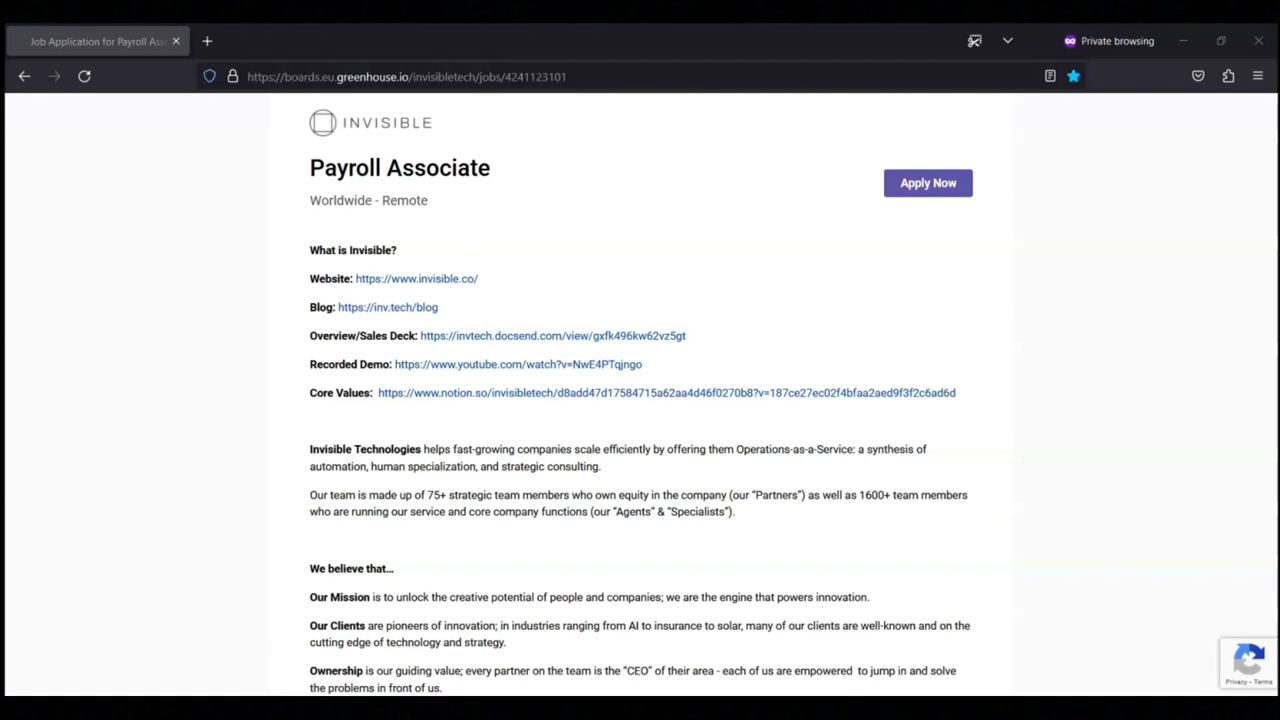 Job Application for Payroll Ass
Private browsing
https://boards.eu.greenhouse.io/invisibletech/jobs/4241123101
INVISIBLE
Payroll Associate
Apply Now
Worldwide - Remote
What is Invisible?
Website: https://www.invisible.co/
Blog: https://inv.tech/blog
Overview/Sales Deck: https://invtech.docsend.com/view/gxfk496kw62vz5gt
Recorded Demo: https://www.youtube.com/watch?v=NwE4PTqjngo
Core Values: https://www.notion.so/invisibletech/d8add47d17584715a62aa4d46f0270b8?v=187ce27ec02f4bfaa2aed9f3f2c6ad6d
Invisible Technologies helps fast-growing companies scale efficiently by offering them Operations-as-a-Service: a synthesis of
automation, human specialization, and strategic consulting.
Our team is made up of 75+ strategic team members who own equity in the company (our “Partners”) as well as 1600+ team members
who are running our service and core company functions (our “Agents” & “Specialists”).
We believe that…
Our Mission is to unlock the creative potential of people and companies; we are the engine that powers innovation.
Our Clients are pioneers of innovation; in industries ranging from AI to insurance to solar, many of our clients are well-known and on the
cutting edge of technology and strategy.
Ownership is our guiding value; every partner on the team is the “CEO” of their area - each of us are empowered to jump in and solve
the problems in front of us.
Privacy - Terms